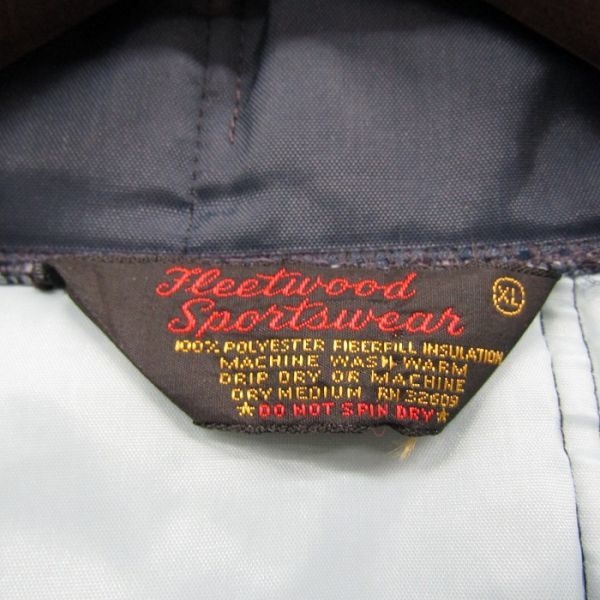 Fleetwood
Sportswear
XL
100% POLYESTER FIBERFILL INSULATION
MACHINE WASH WARM
DRIP DRY OR MACHINE
DRY MEDIUM RN 32609
★DO NOT SPIN DRY★